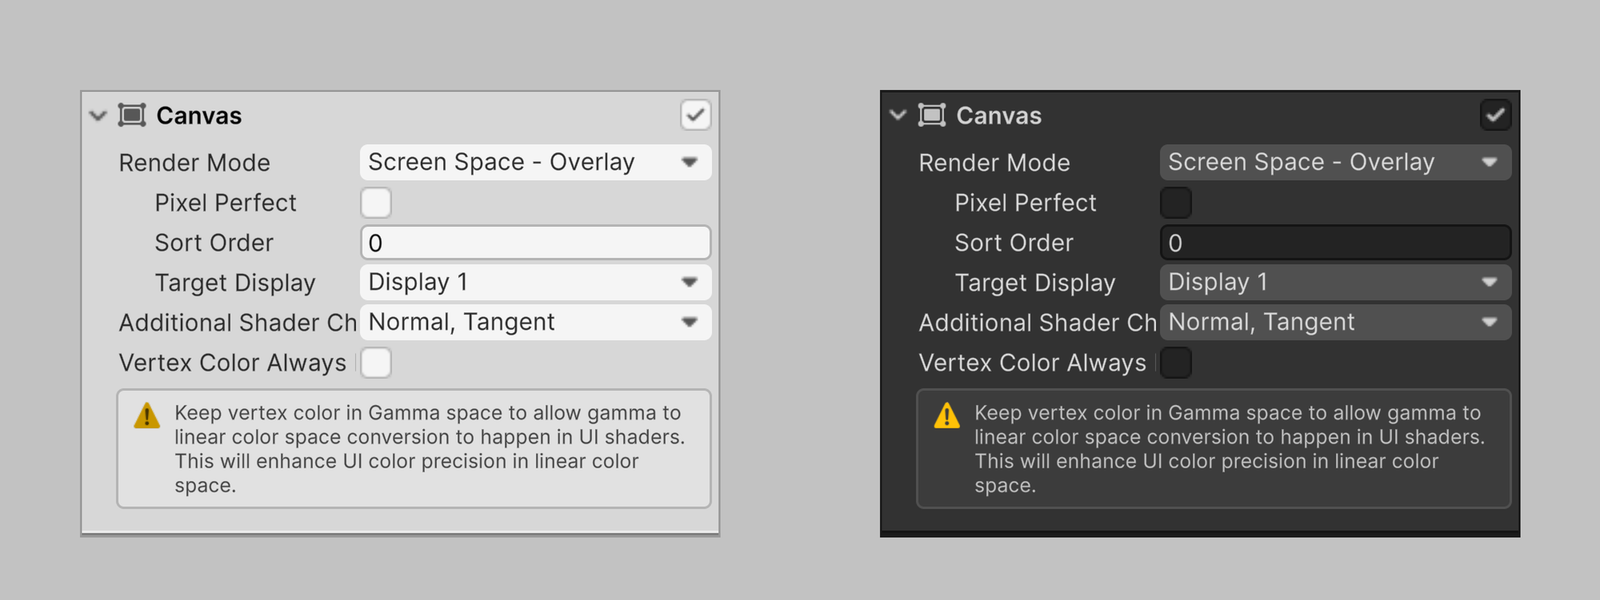 Canvas
Render Mode Screen Space - Overlay
Pixel Perfect
Sort Order 0
Target Display Display 1
Additional Shader Ch Normal, Tangent
Vertex Color Always
Keep vertex color in Gamma space to allow gamma to
linear color space conversion to happen in UI shaders.
This will enhance UI color precision in linear color
space.
Canvas
Render Mode Screen Space - Overlay
Pixel Perfect
Sort Order 0
Target Display Display 1
Additional Shader Ch Normal, Tangent
Vertex Color Always
Keep vertex color in Gamma space to allow gamma to
linear color space conversion to happen in UI shaders.
This will enhance UI color precision in linear color
space.